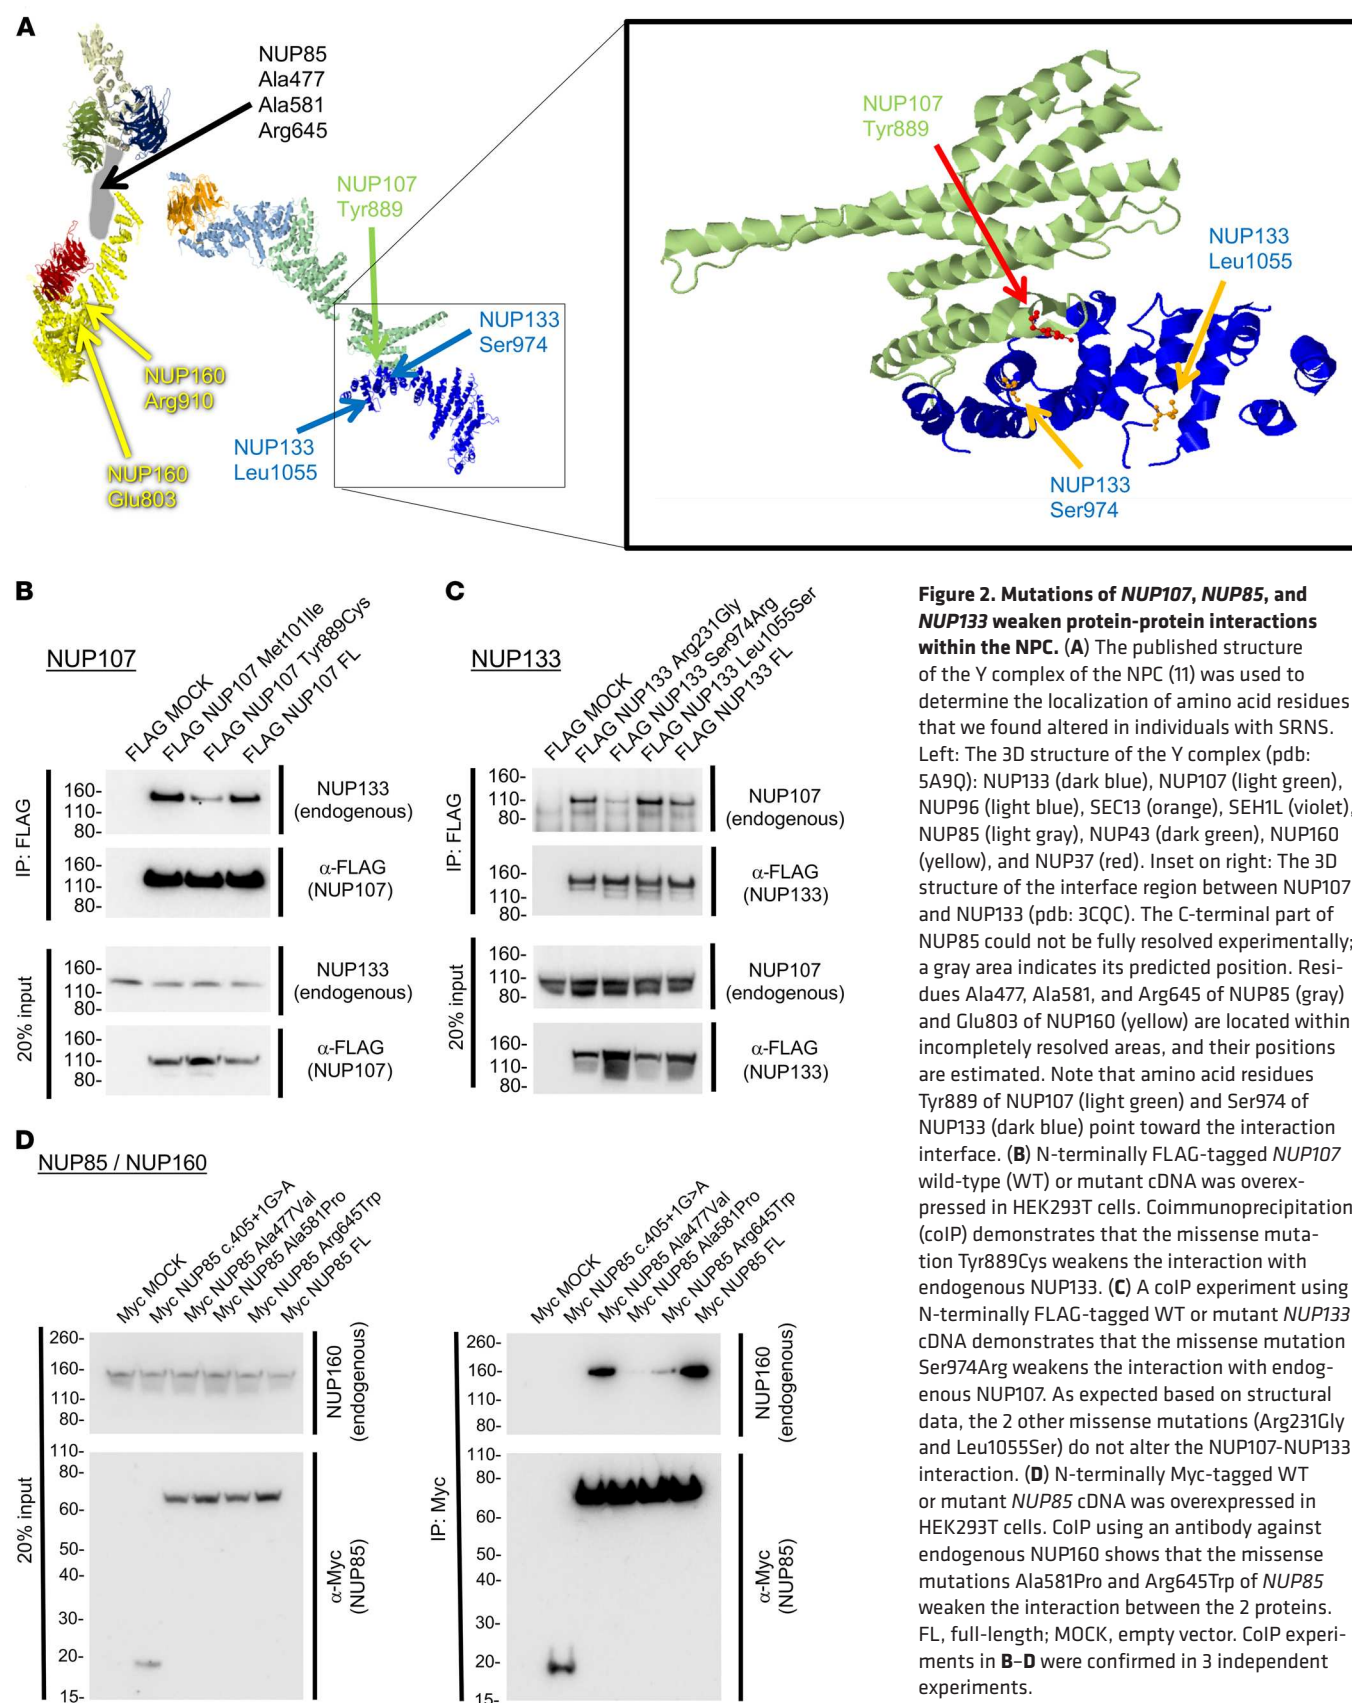 A
NUP85
Ala477
Ala581
Arg645
NUP107
Tyr889
NUP133
Ser974
NUP160
Arg910
NUP133
Leu1055
NUP160
Glu803
NUP107
Tyr889
NUP133
Leu1055
NUP133
Ser974
B
NUP107
FLAG MOCK
FLAG NUP107 Met101Ile
FLAG NUP107 Tyr889Cys
FLAG NUP107 FL
IP: FLAG
160-
110-
80-
NUP133
(endogenous)
160-
110-
80-
α-FLAG
(NUP107)
20% input
160-
110-
80-
NUP133
(endogenous)
160-
110-
80-
α-FLAG
(NUP107)
C
NUP133
FLAG MOCK
FLAG NUP133 Arg231Gly
FLAG NUP133 Ser974Arg
FLAG NUP133 Leu1055Ser
FLAG NUP133 FL
IP: FLAG
160-
110-
80-
NUP107
(endogenous)
160-
110-
80-
α-FLAG
(NUP133)
20% input
160-
110-
80-
NUP107
(endogenous)
160-
110-
80-
α-FLAG
(NUP133)
D
NUP85 / NUP160
Myc MOCK
Myc NUP85 c.405+1G>A
Myc NUP85 Ala477Val
Myc NUP85 Ala581Pro
Myc NUP85 Arg645Trp
Myc NUP85 FL
20% input
260-
160-
110-
80-
NUP160
(endogenous)
110-
80-
60-
50-
40-
30-
20-
15-
α-Myc
(NUP85)
Myc MOCK
Myc NUP85 c.405+1G>A
Myc NUP85 Ala477Val
Myc NUP85 Ala581Pro
Myc NUP85 Arg645Trp
Myc NUP85 FL
IP: Myc
260-
160-
110-
80-
NUP160
(endogenous)
110-
80-
60-
50-
40-
30-
20-
15-
α-Myc
(NUP85)
Figure 2. Mutations of NUP107, NUP85, and
NUP133 weaken protein-protein interactions
within the NPC. (A) The published structure
of the Y complex of the NPC (11) was used to
determine the localization of amino acid residues
that we found altered in individuals with SRNS.
Left: The 3D structure of the Y complex (pdb:
5A9Q): NUP133 (dark blue), NUP107 (light green),
NUP96 (light blue), SEC13 (orange), SEH1L (violet),
NUP85 (light gray), NUP43 (dark green), NUP160
(yellow), and NUP37 (red). Inset on right: The 3D
structure of the interface region between NUP107
and NUP133 (pdb: 3CQC). The C-terminal part of
NUP85 could not be fully resolved experimentally;
a gray area indicates its predicted position. Resi-
dues Ala477, Ala581, and Arg645 of NUP85 (gray)
and Glu803 of NUP160 (yellow) are located within
incompletely resolved areas, and their positions
are estimated. Note that amino acid residues
Tyr889 of NUP107 (light green) and Ser974 of
NUP133 (dark blue) point toward the interaction
interface. (B) N-terminally FLAG-tagged NUP107
wild-type (WT) or mutant cDNA was overex-
pressed in HEK293T cells. Coimmunoprecipitation
(coIP) demonstrates that the missense muta-
tion Tyr889Cys weakens the interaction with
endogenous NUP133. (C) A coIP experiment using
N-terminally FLAG-tagged WT or mutant NUP133
cDNA demonstrates that the missense mutation
Ser974Arg weakens the interaction with endog-
enous NUP107. As expected based on structural
data, the 2 other missense mutations (Arg231Gly
and Leu1055Ser) do not alter the NUP107-NUP133
interaction. (D) N-terminally Myc-tagged WT
or mutant NUP85 cDNA was overexpressed in
HEK293T cells. CoIP using an antibody against
endogenous NUP160 shows that the missense
mutations Ala581Pro and Arg645Trp of NUP85
weaken the interaction between the 2 proteins.
FL, full-length; MOCK, empty vector. CoIP experi-
ments in B–D were confirmed in 3 independent
experiments.